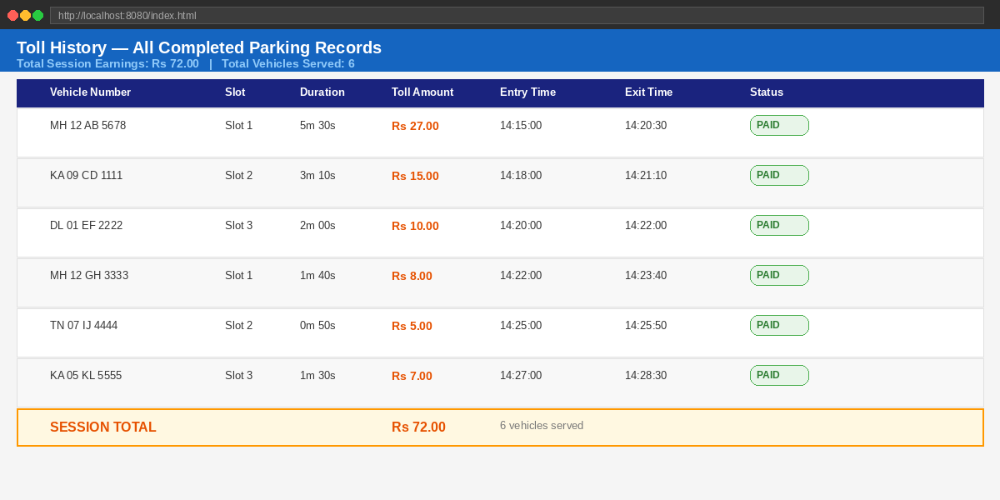 http://localhost:8080/index.html
Toll History — All Completed Parking Records
Total Session Earnings: Rs 72.00 | Total Vehicles Served: 6
Vehicle Number Slot Duration Toll Amount Entry Time Exit Time Status
MH 12 AB 5678 Slot 1 5m 30s Rs 27.00 14:15:00 14:20:30 PAID
KA 09 CD 1111 Slot 2 3m 10s Rs 15.00 14:18:00 14:21:10 PAID
DL 01 EF 2222 Slot 3 2m 00s Rs 10.00 14:20:00 14:22:00 PAID
MH 12 GH 3333 Slot 1 1m 40s Rs 8.00 14:22:00 14:23:40 PAID
TN 07 IJ 4444 Slot 2 0m 50s Rs 5.00 14:25:00 14:25:50 PAID
KA 05 KL 5555 Slot 3 1m 30s Rs 7.00 14:27:00 14:28:30 PAID
SESSION TOTAL Rs 72.00 6 vehicles served